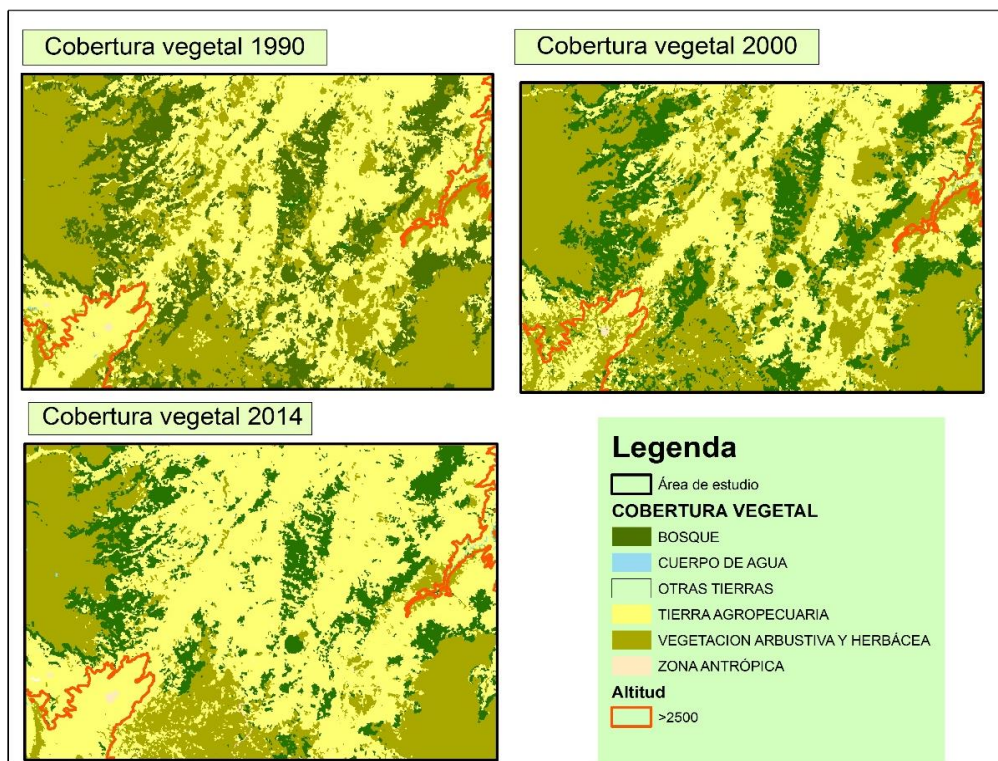 Cobertura vegetal 1990
Cobertura vegetal 2000
Cobertura vegetal 2014
Legenda
Área de estudio
COBERTURA VEGETAL
BOSQUE
CUERPO DE AGUA
OTRAS TIERRAS
TIERRA AGROPECUARIA
VEGETACION ARBUSTIVA Y HERBÁCEA
ZONA ANTRÓPICA
Altitud
>2500